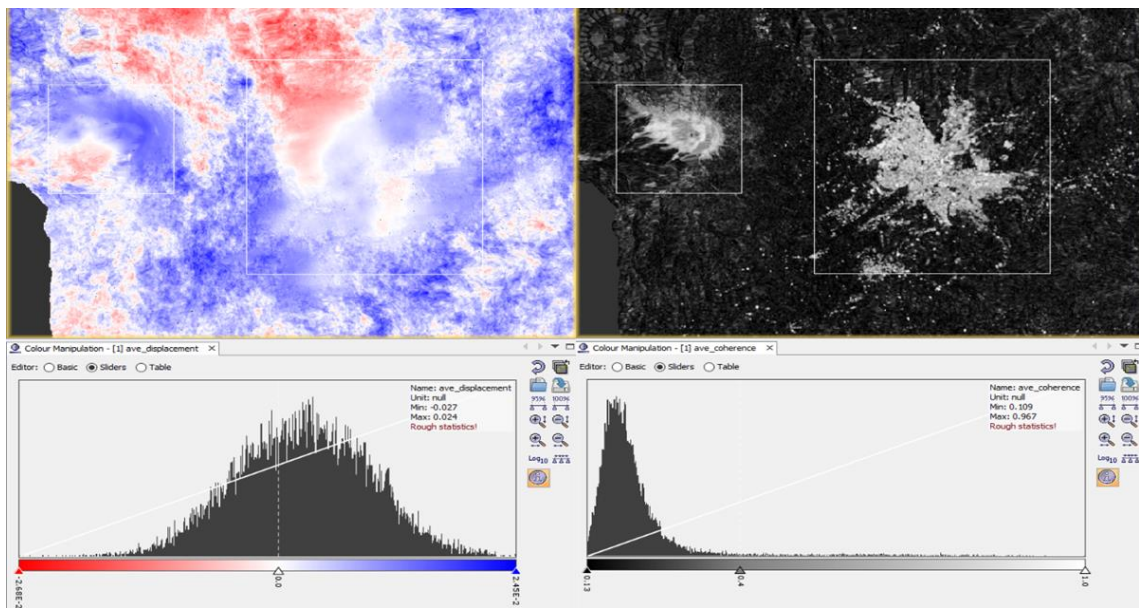 Colour Manipulation - [1] ave_displacement
Editor: Basic Sliders Table
Name: ave_displacement
Unit: null
Min: -0.027
Max: 0.024
Rough statistics!
95% 100%
Log10
-2.68E-2
0.0
2.45E-2
Colour Manipulation - [1] ave_coherence
Editor: Basic Sliders Table
Name: ave_coherence
Unit: null
Min: 0.109
Max: 0.967
Rough statistics!
95% 100%
Log10
0.13
0.4
1.0